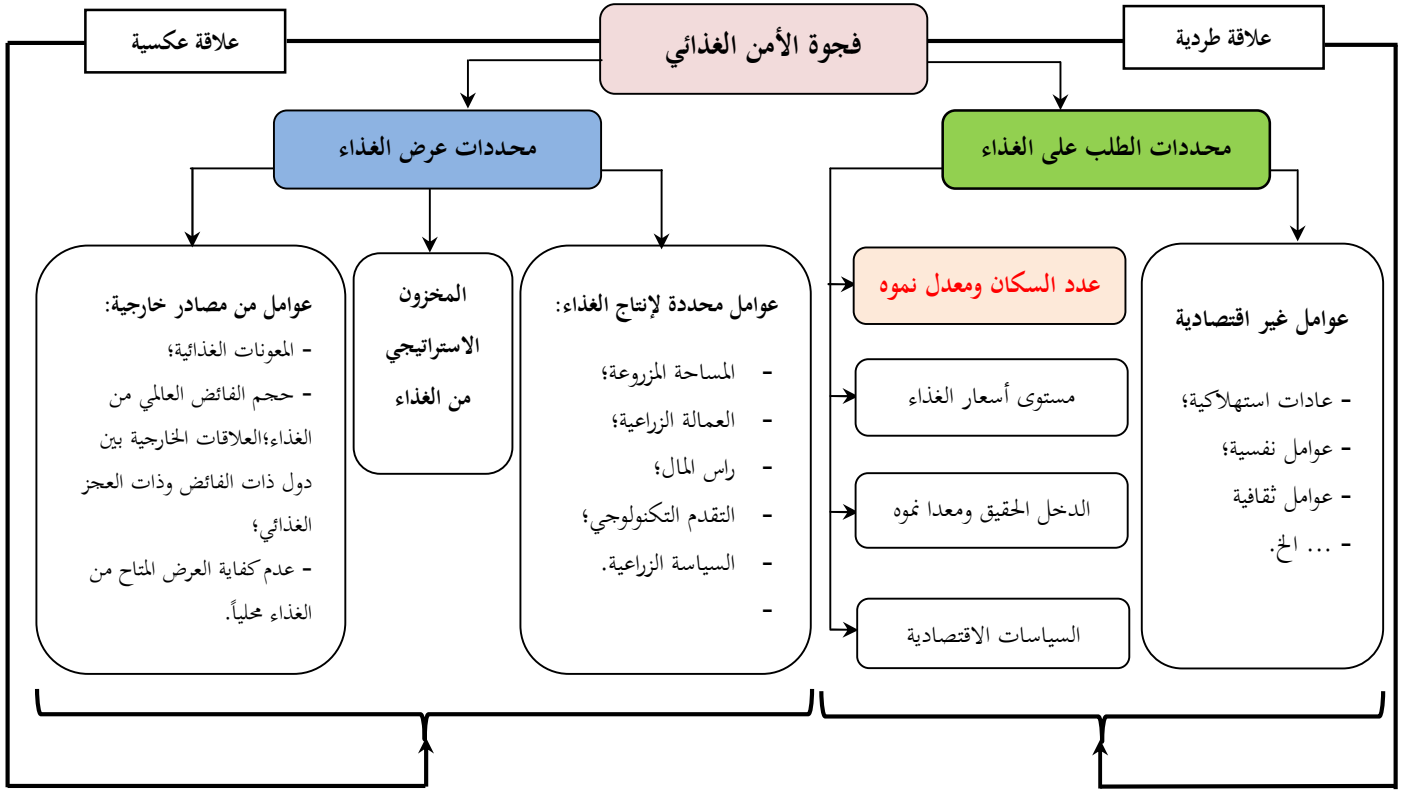 فجوة الأمن الغذائي
علاقة طردية
علاقة عكسية
محددات الطلب على الغذاء
محددات عرض الغذاء
عوامل غير اقتصادية
- عادات استهلاكية؛
- عوامل نفسية؛
- عوامل ثقافية
- ... الخ.
عدد السكان ومعدل نموه
مستوى أسعار الغذاء
الدخل الحقيق ومعدا نموه
السياسات الاقتصادية
عوامل محددة لإنتاج الغذاء:
- المساحة المزروعة؛
- العمالة الزراعية؛
- راس المال؛
- التقدم التكنولوجي؛
- السياسة الزراعية.
-
المخزون
الاستراتيجي
من الغذاء
عوامل من مصادر خارجية:
- المعونات الغذائية؛
- حجم الفائض العالمي من
الغذاء؛العلاقات الخارجية بين
دول ذات الفائض وذات العجز
الغذائي؛
- عدم كفاية العرض المتاح من
الغذاء محلياً.